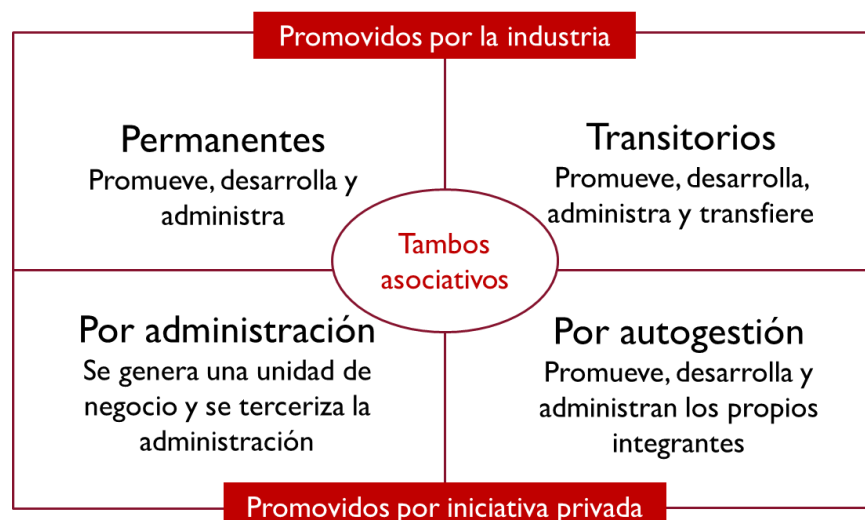 Promovidos por la industria
Permanentes
Promueve, desarrolla y
administra
Transitorios
Promueve, desarrolla,
administra y transfiere
Tambos
asociativos
Por administración
Se genera una unidad de
negocio y se terceriza la
administración
Por autogestión
Promueve, desarrolla y
administran los propios
integrantes
Promovidos por iniciativa privada